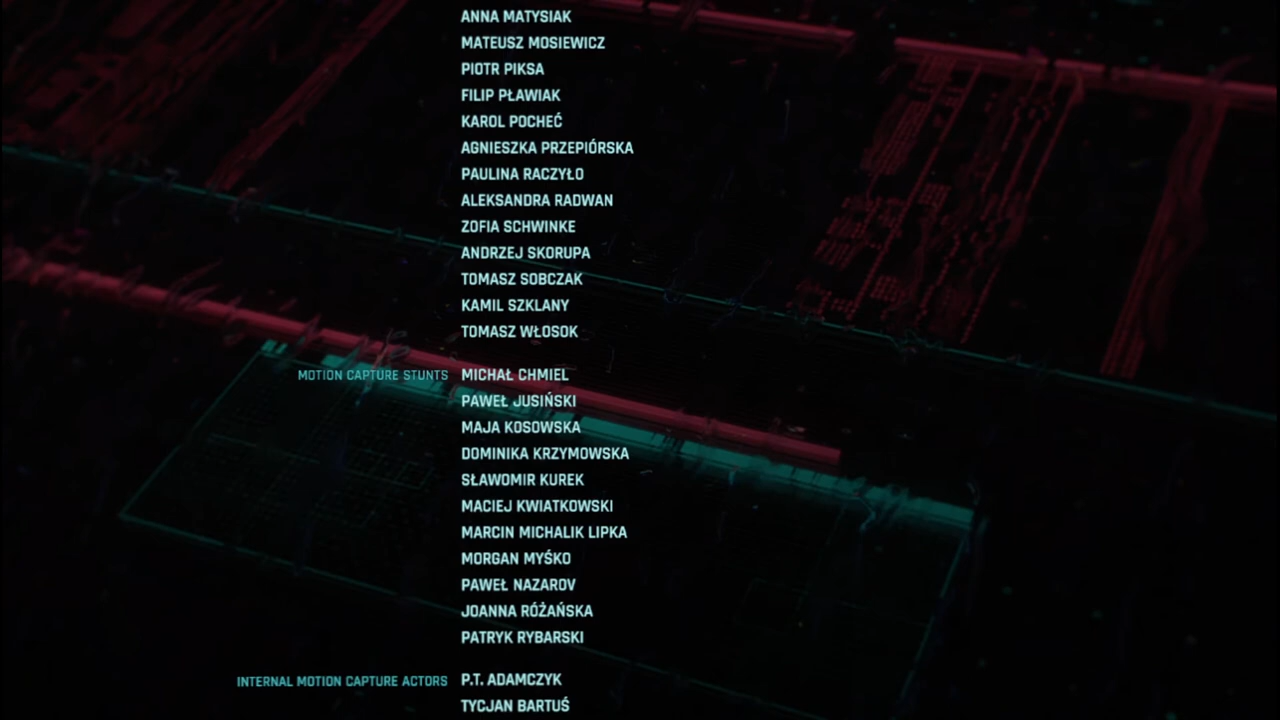 ANNA MATYSIAK
MATEUSZ MOSIEWICZ
PIOTR PIKSA
FILIP PŁAWIAK
KAROL POCHEĆ
AGNIESZKA PRZEPIÓRSKA
PAULINA RACZYŁO
ALEKSANDRA RADWAN
ZOFIA SCHWINKE
ANDRZEJ SKORUPA
TOMASZ SOBCZAK
KAMIL SZKLANY
TOMASZ WŁOSOK
MOTION CAPTURE STUNTS MICHAŁ CHMIEL
PAWEŁ JUSIŃSKI
MAJA KOSOWSKA
DOMINIKA KRZYMOWSKA
SŁAWOMIR KUREK
MACIEJ KWIATKOWSKI
MARCIN MICHALIK LIPKA
MORGAN MYŚKO
PAWEŁ NAZAROV
JOANNA RÓŻAŃSKA
PATRYK RYBARSKI
INTERNAL MOTION CAPTURE ACTORS P.T. ADAMCZYK
TYCJAN BARTUŚ